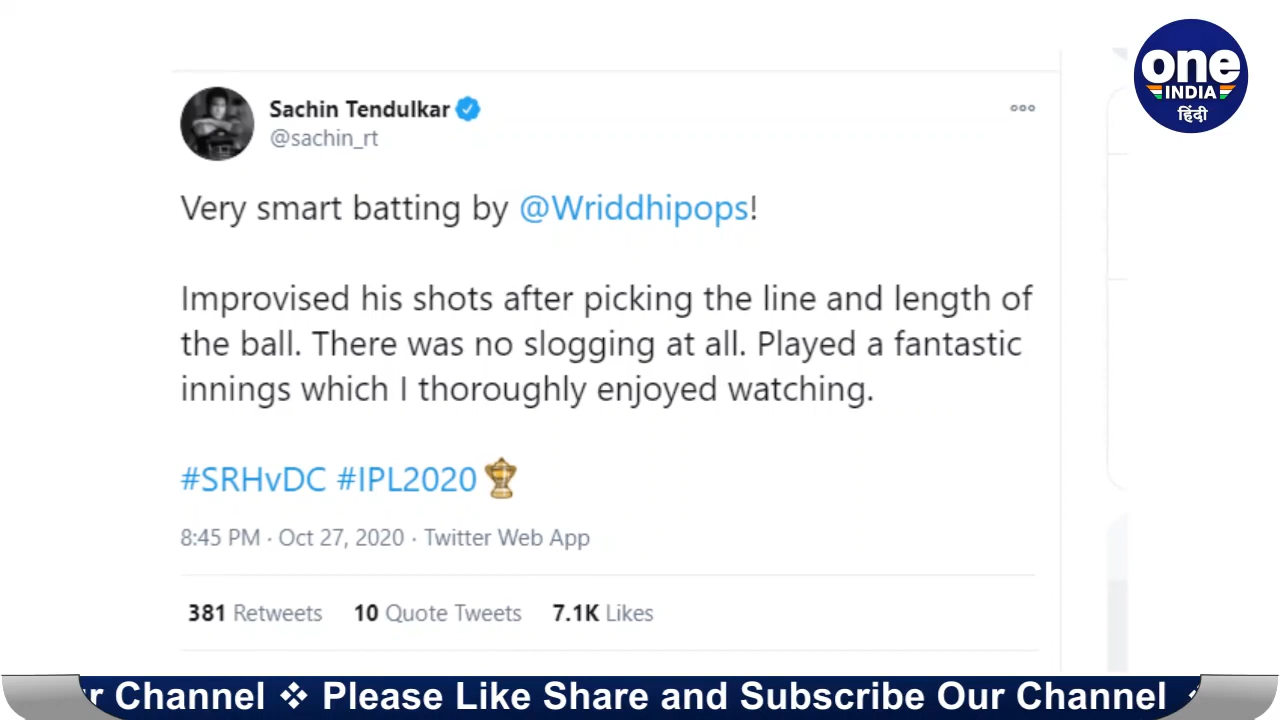 one
INDIA
हिंदी
Sachin Tendulkar
@sachin_rt
Very smart batting by @Wriddhipops!
Improvised his shots after picking the line and length of
the ball. There was no slogging at all. Played a fantastic
innings which I thoroughly enjoyed watching.
#SRHvDC #IPL2020
8:45 PM · Oct 27, 2020 · Twitter Web App
381 Retweets 10 Quote Tweets 7.1K Likes
r Channel ❖ Please Like Share and Subscribe Our Channel